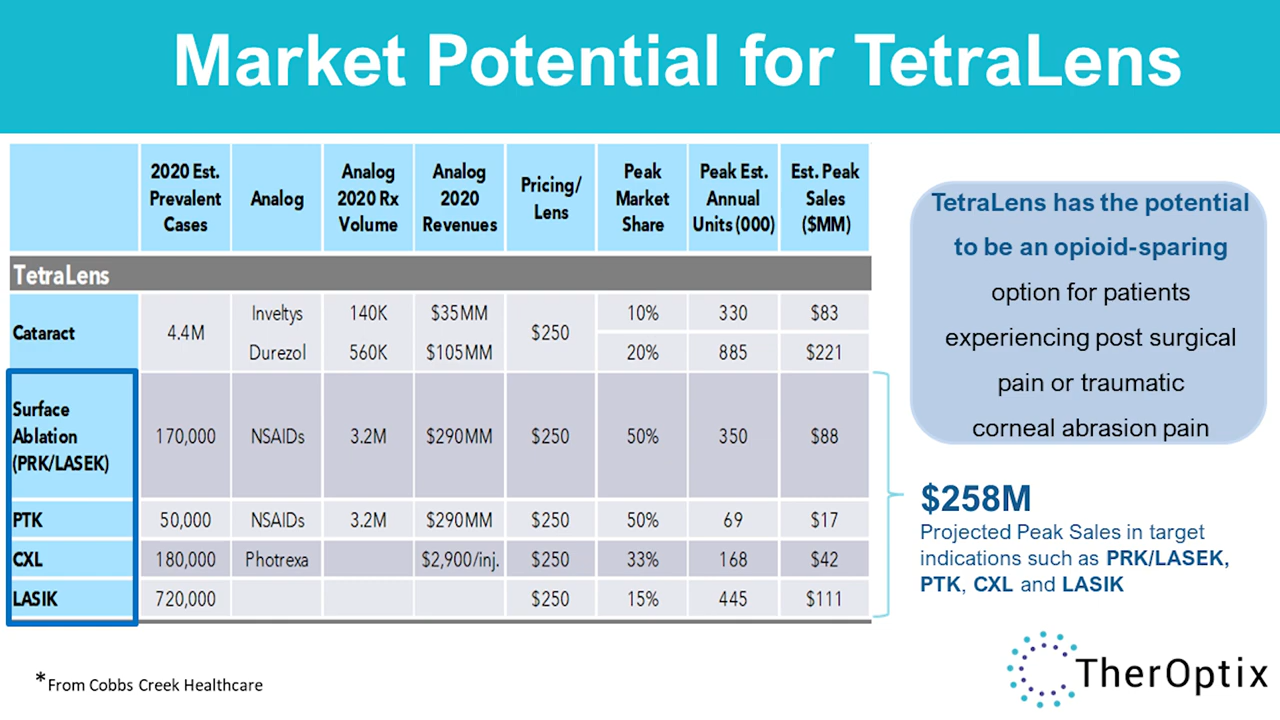 Market Potential for TetraLens
2020 Est. Prevalent Cases Analog Analog 2020 Rx Volume Analog 2020 Revenues Pricing/ Lens Peak Market Share Peak Est. Annual Units (000) Est. Peak Sales ($MM)
TetraLens
Cataract 4.4M Inveltys 140K $35MM $250 10% 330 $83
Durezol 560K $105MM 20% 885 $221
Surface Ablation (PRK/LASEK) 170,000 NSAIDs 3.2M $290MM $250 50% 350 $88
PTK 50,000 NSAIDs 3.2M $290MM $250 50% 69 $17
CXL 180,000 Photrexa $2,900/inj. $250 33% 168 $42
LASIK 720,000 $250 15% 445 $111
TetraLens has the potential
to be an opioid-sparing
option for patients
experiencing post surgical
pain or traumatic
corneal abrasion pain
$258M
Projected Peak Sales in target
indications such as PRK/LASEK,
PTK, CXL and LASIK
*From Cobbs Creek Healthcare
TherOptix